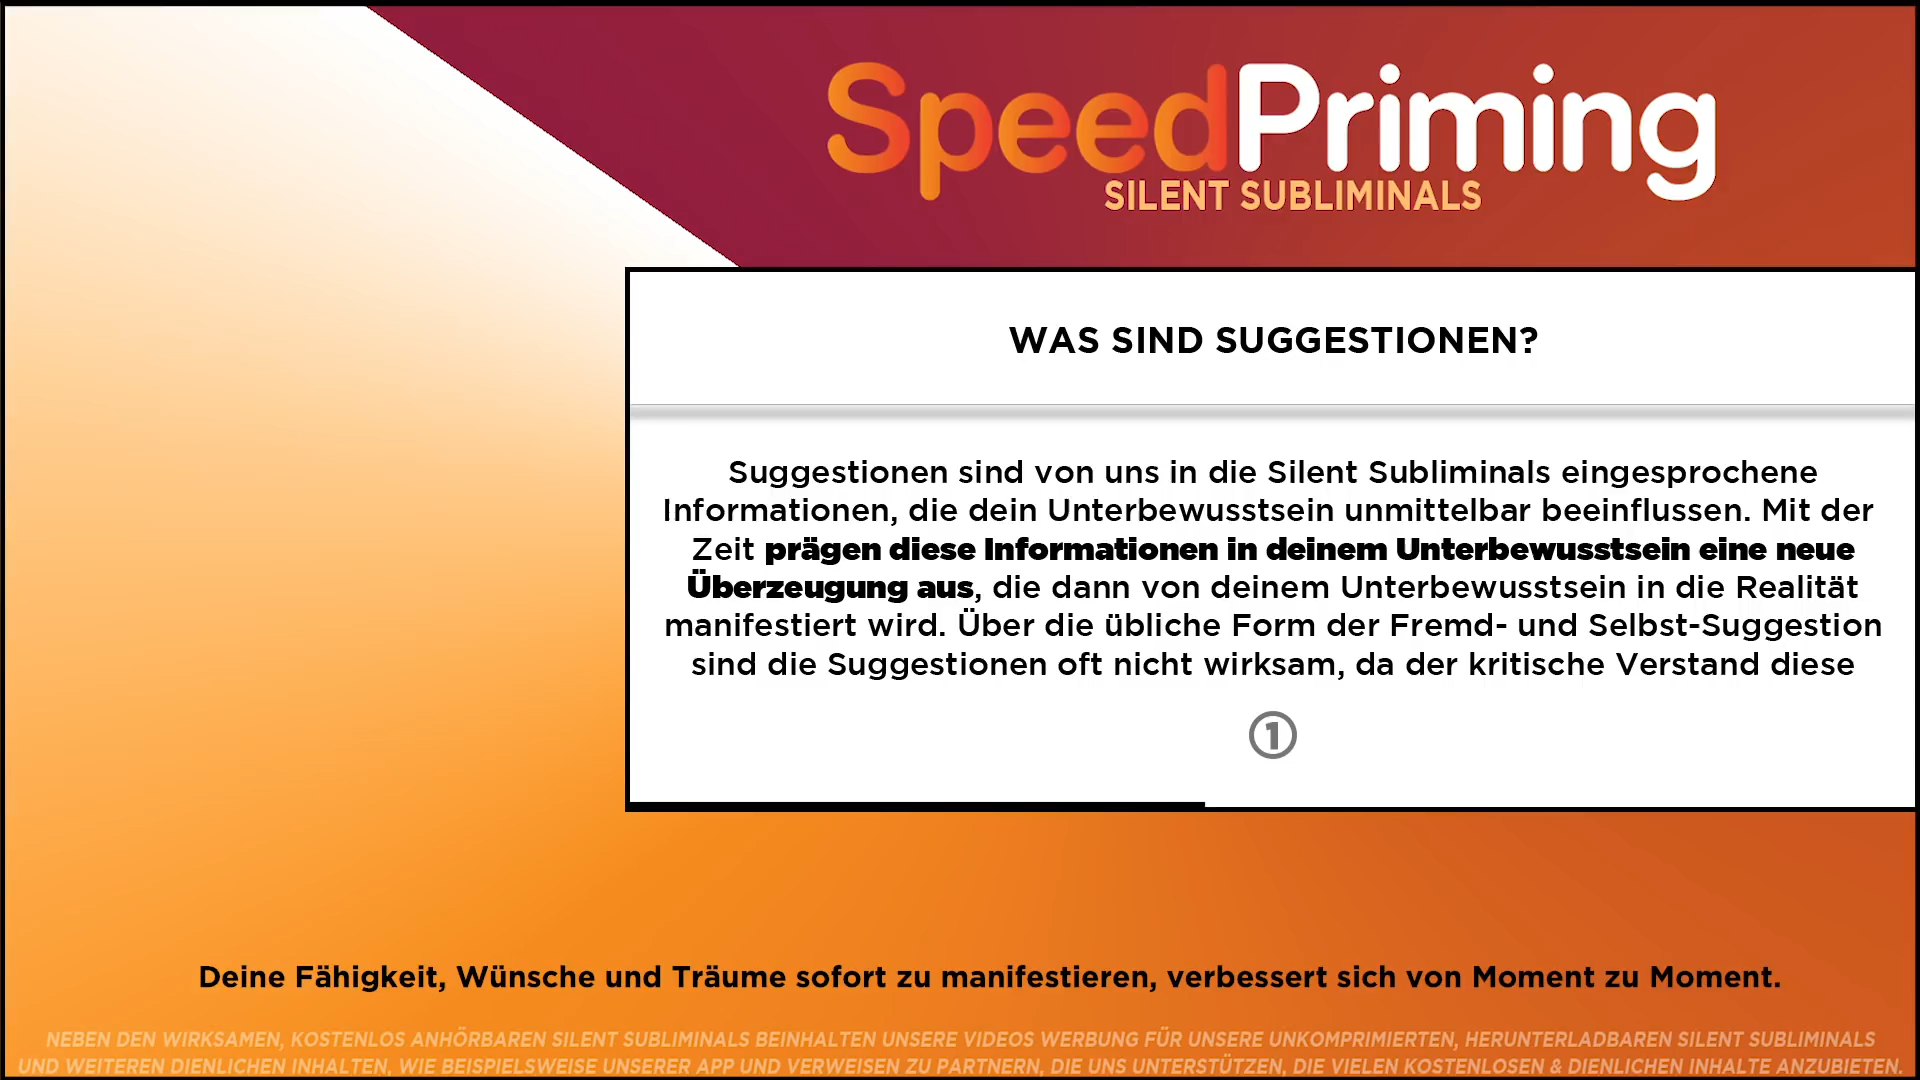 SpeedPriming
SILENT SUBLIMINALS
WAS SIND SUGGESTIONEN?
Suggestionen sind von uns in die Silent Subliminals eingesprochene
Informationen, die dein Unterbewusstsein unmittelbar beeinflussen. Mit der
Zeit prägen diese Informationen in deinem Unterbewusstsein eine neue
Überzeugung aus, die dann von deinem Unterbewusstsein in die Realität
manifestiert wird. Über die übliche Form der Fremd- und Selbst-Suggestion
sind die Suggestionen oft nicht wirksam, da der kritische Verstand diese
1
Deine Fähigkeit, Wünsche und Träume sofort zu manifestieren, verbessert sich von Moment zu Moment.
NEBEN DEN WIRKSAMEN, KOSTENLOS ANHÖRBAREN SILENT SUBLIMINALS BEINHALTEN UNSERE VIDEOS WERBUNG FÜR UNSERE UNKOMPRIMIERTEN, HERUNTERLADBAREN SILENT SUBLIMINALS
UND WEITEREN DIENLICHEN INHALTEN, WIE BEISPIELSWEISE UNSERER APP UND VERWEISEN ZU PARTNERN, DIE UNS UNTERSTÜTZEN, DIE VIELEN KOSTENLOSEN & DIENLICHEN INHALTE ANZUBIETEN.